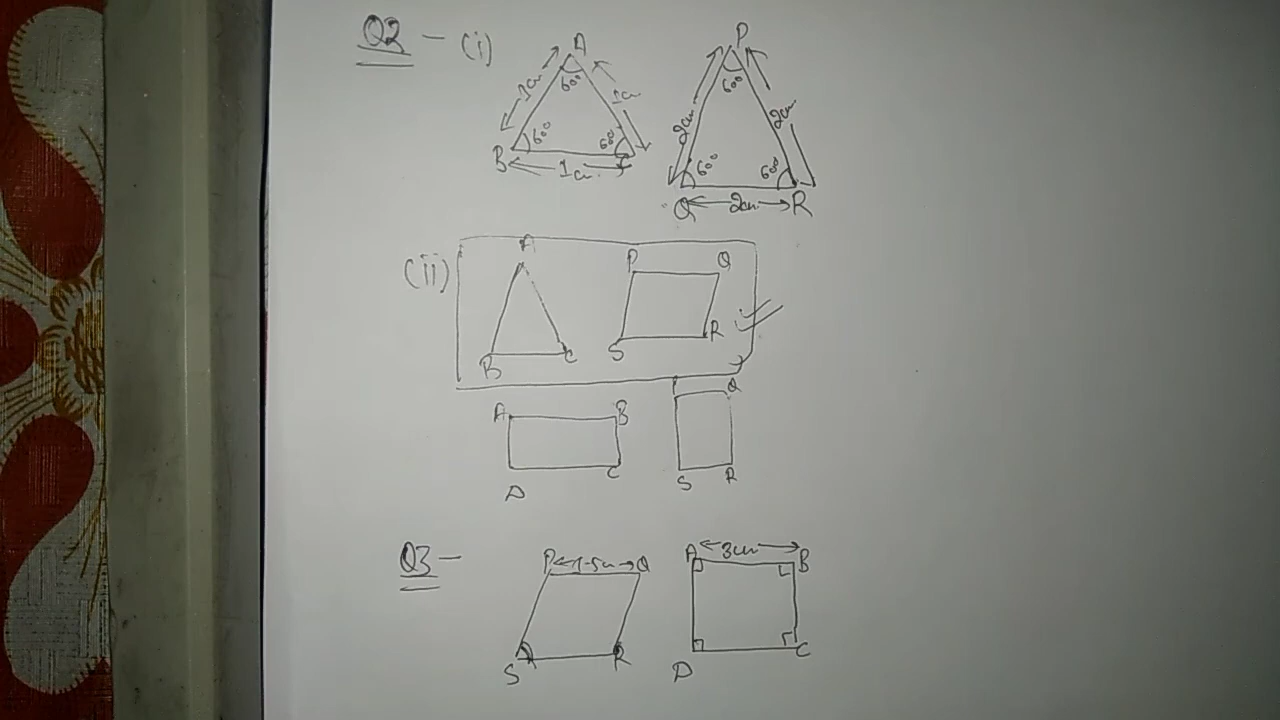 Q2 - (i)
A P
1cm 60° 1cm 2cm 60° 2cm
60° 60° 60° 60°
B 1cm C Q 2cm R
(ii) A P Q
B C S R
A B P Q
D C S R
Q3 -
P 1.5cm Q A 3cm B
S R D C